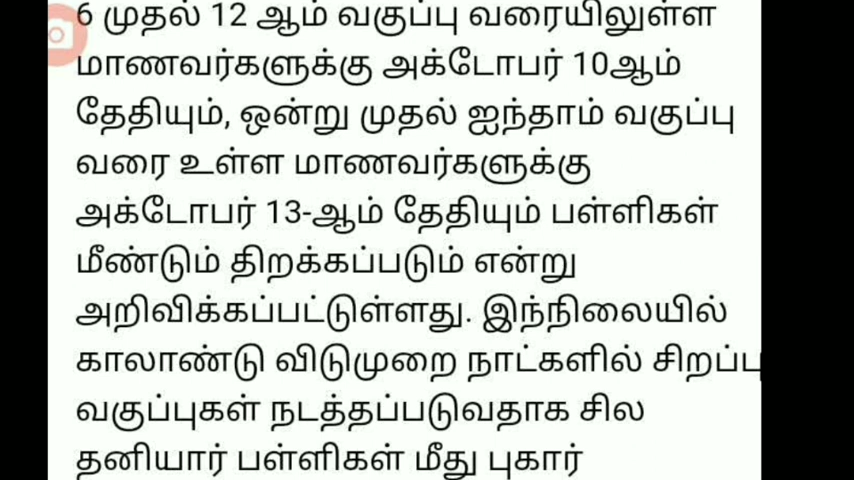 6 முதல் 12 ஆம் வகுப்பு வரையிலுள்ள
மாணவர்களுக்கு அக்டோபர் 10ஆம்
தேதியும், ஒன்று முதல் ஐந்தாம் வகுப்பு
வரை உள்ள மாணவர்களுக்கு
அக்டோபர் 13-ஆம் தேதியும் பள்ளிகள்
மீண்டும் திறக்கப்படும் என்று
அறிவிக்கப்பட்டுள்ளது. இந்நிலையில்
காலாண்டு விடுமுறை நாட்களில் சிறப்பு
வகுப்புகள் நடத்தப்படுவதாக சில
தனியார் பள்ளிகள் மீது புகார்